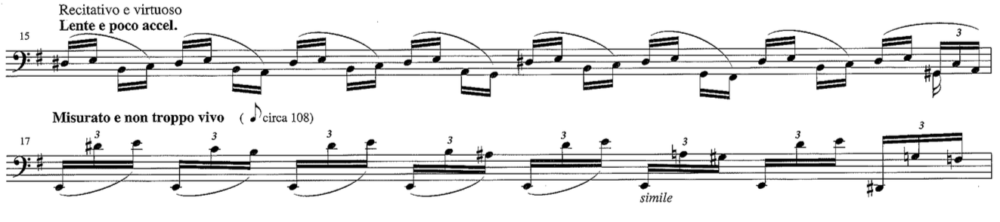 Recitativo e virtuoso
Lente e poco accel.
15
3
Misurato e non troppo vivo ( ♪ circa 108)
17
3 3 3 3 3 3 3 3
simile